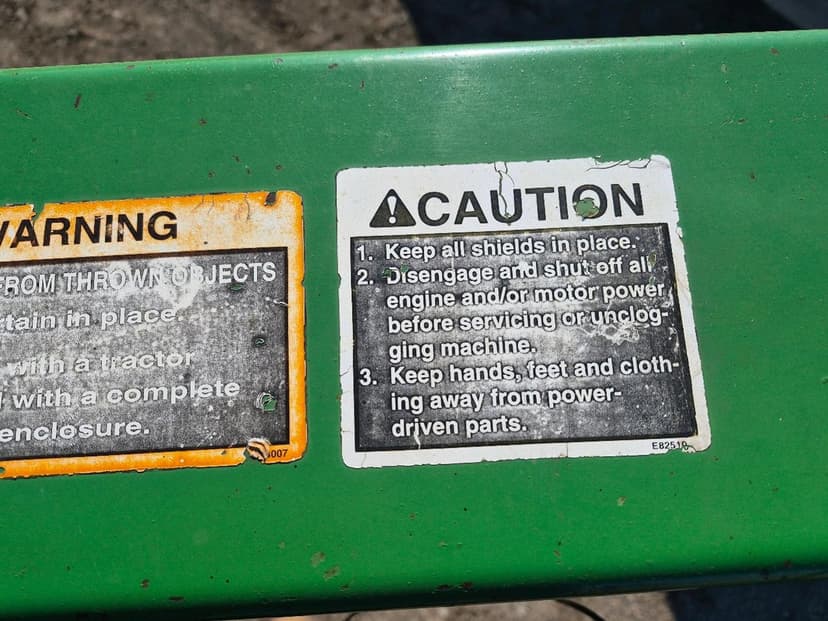 WARNING
FROM THROWN OBJECTS
tain in place.
with a tractor
with a complete
enclosure.
007
CAUTION
1. Keep all shields in place.
2. Disengage and shut off all
engine and/or motor power
before servicing or unclog-
ging machine.
3. Keep hands, feet and cloth-
ing away from power-
driven parts.
E82510